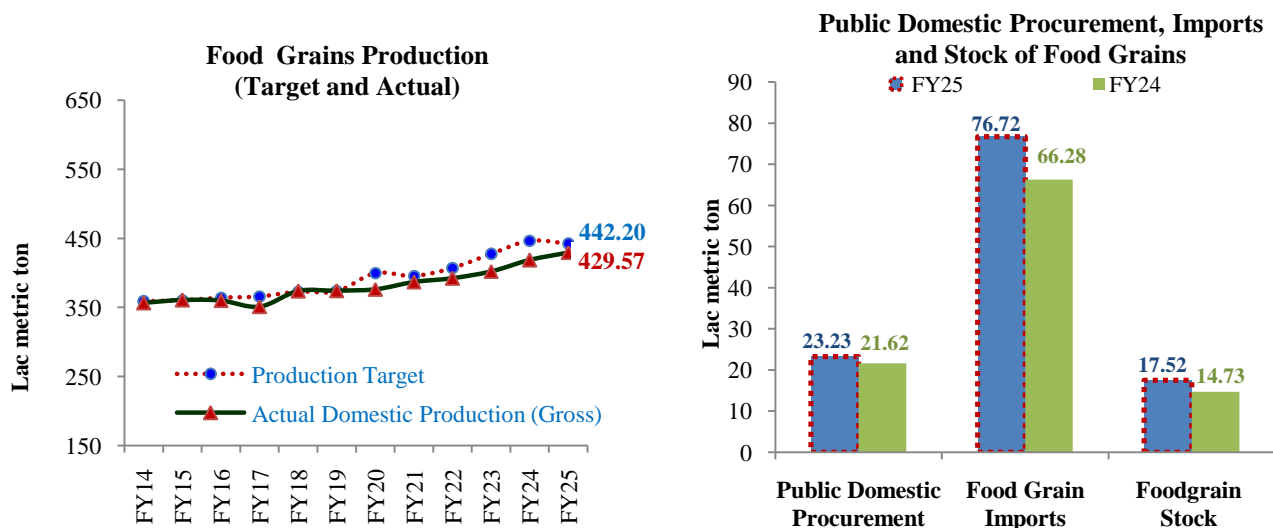 Food Grains Production
(Target and Actual)
Lac metric ton
650
550
450
350
250
150
442.20
429.57
Production Target
Actual Domestic Production (Gross)
FY14
FY15
FY16
FY17
FY18
FY19
FY20
FY21
FY22
FY23
FY24
FY25
Public Domestic Procurement, Imports
and Stock of Food Grains
FY25
FY24
Lac metric ton
90
80
70
60
50
40
30
20
10
0
23.23
21.62
76.72
66.28
17.52
14.73
Public Domestic
Procurement
Food Grain
Imports
Foodgrain
Stock